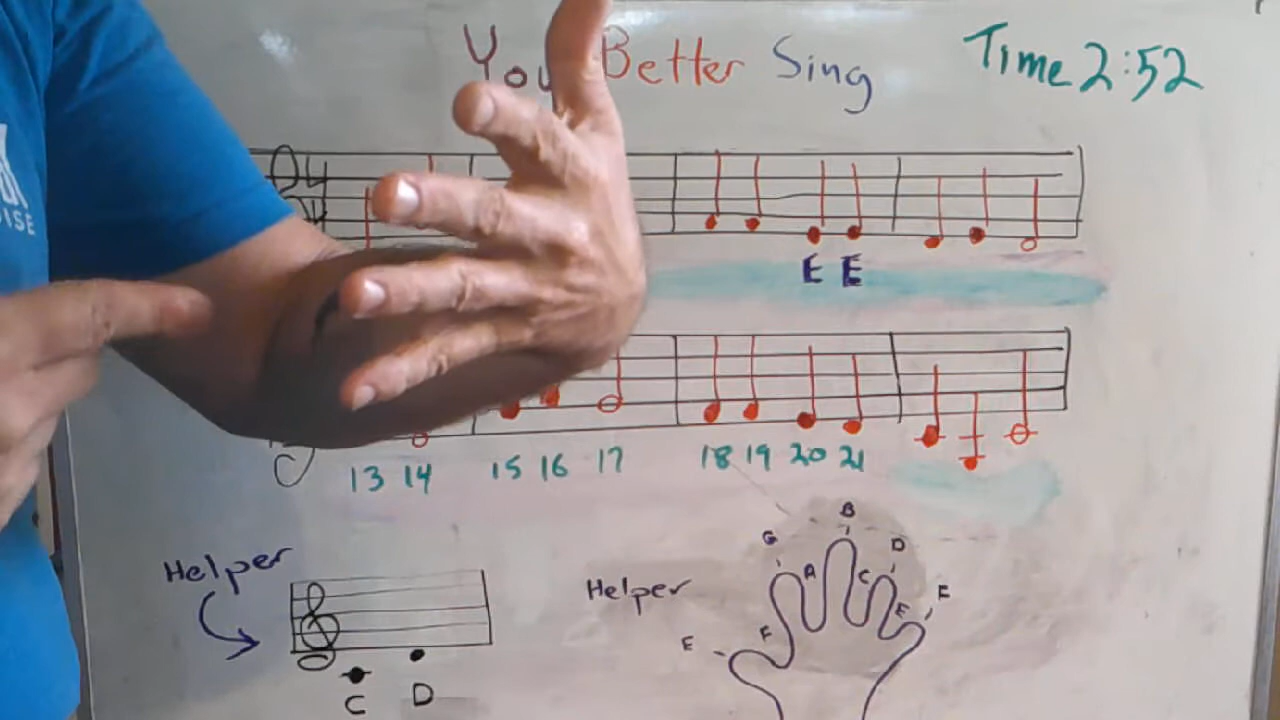 You Better Sing
Time 2:52
E E
13 14 15 16 17 18 19 20 21
Helper
C D
Helper
E F G A B C D E F